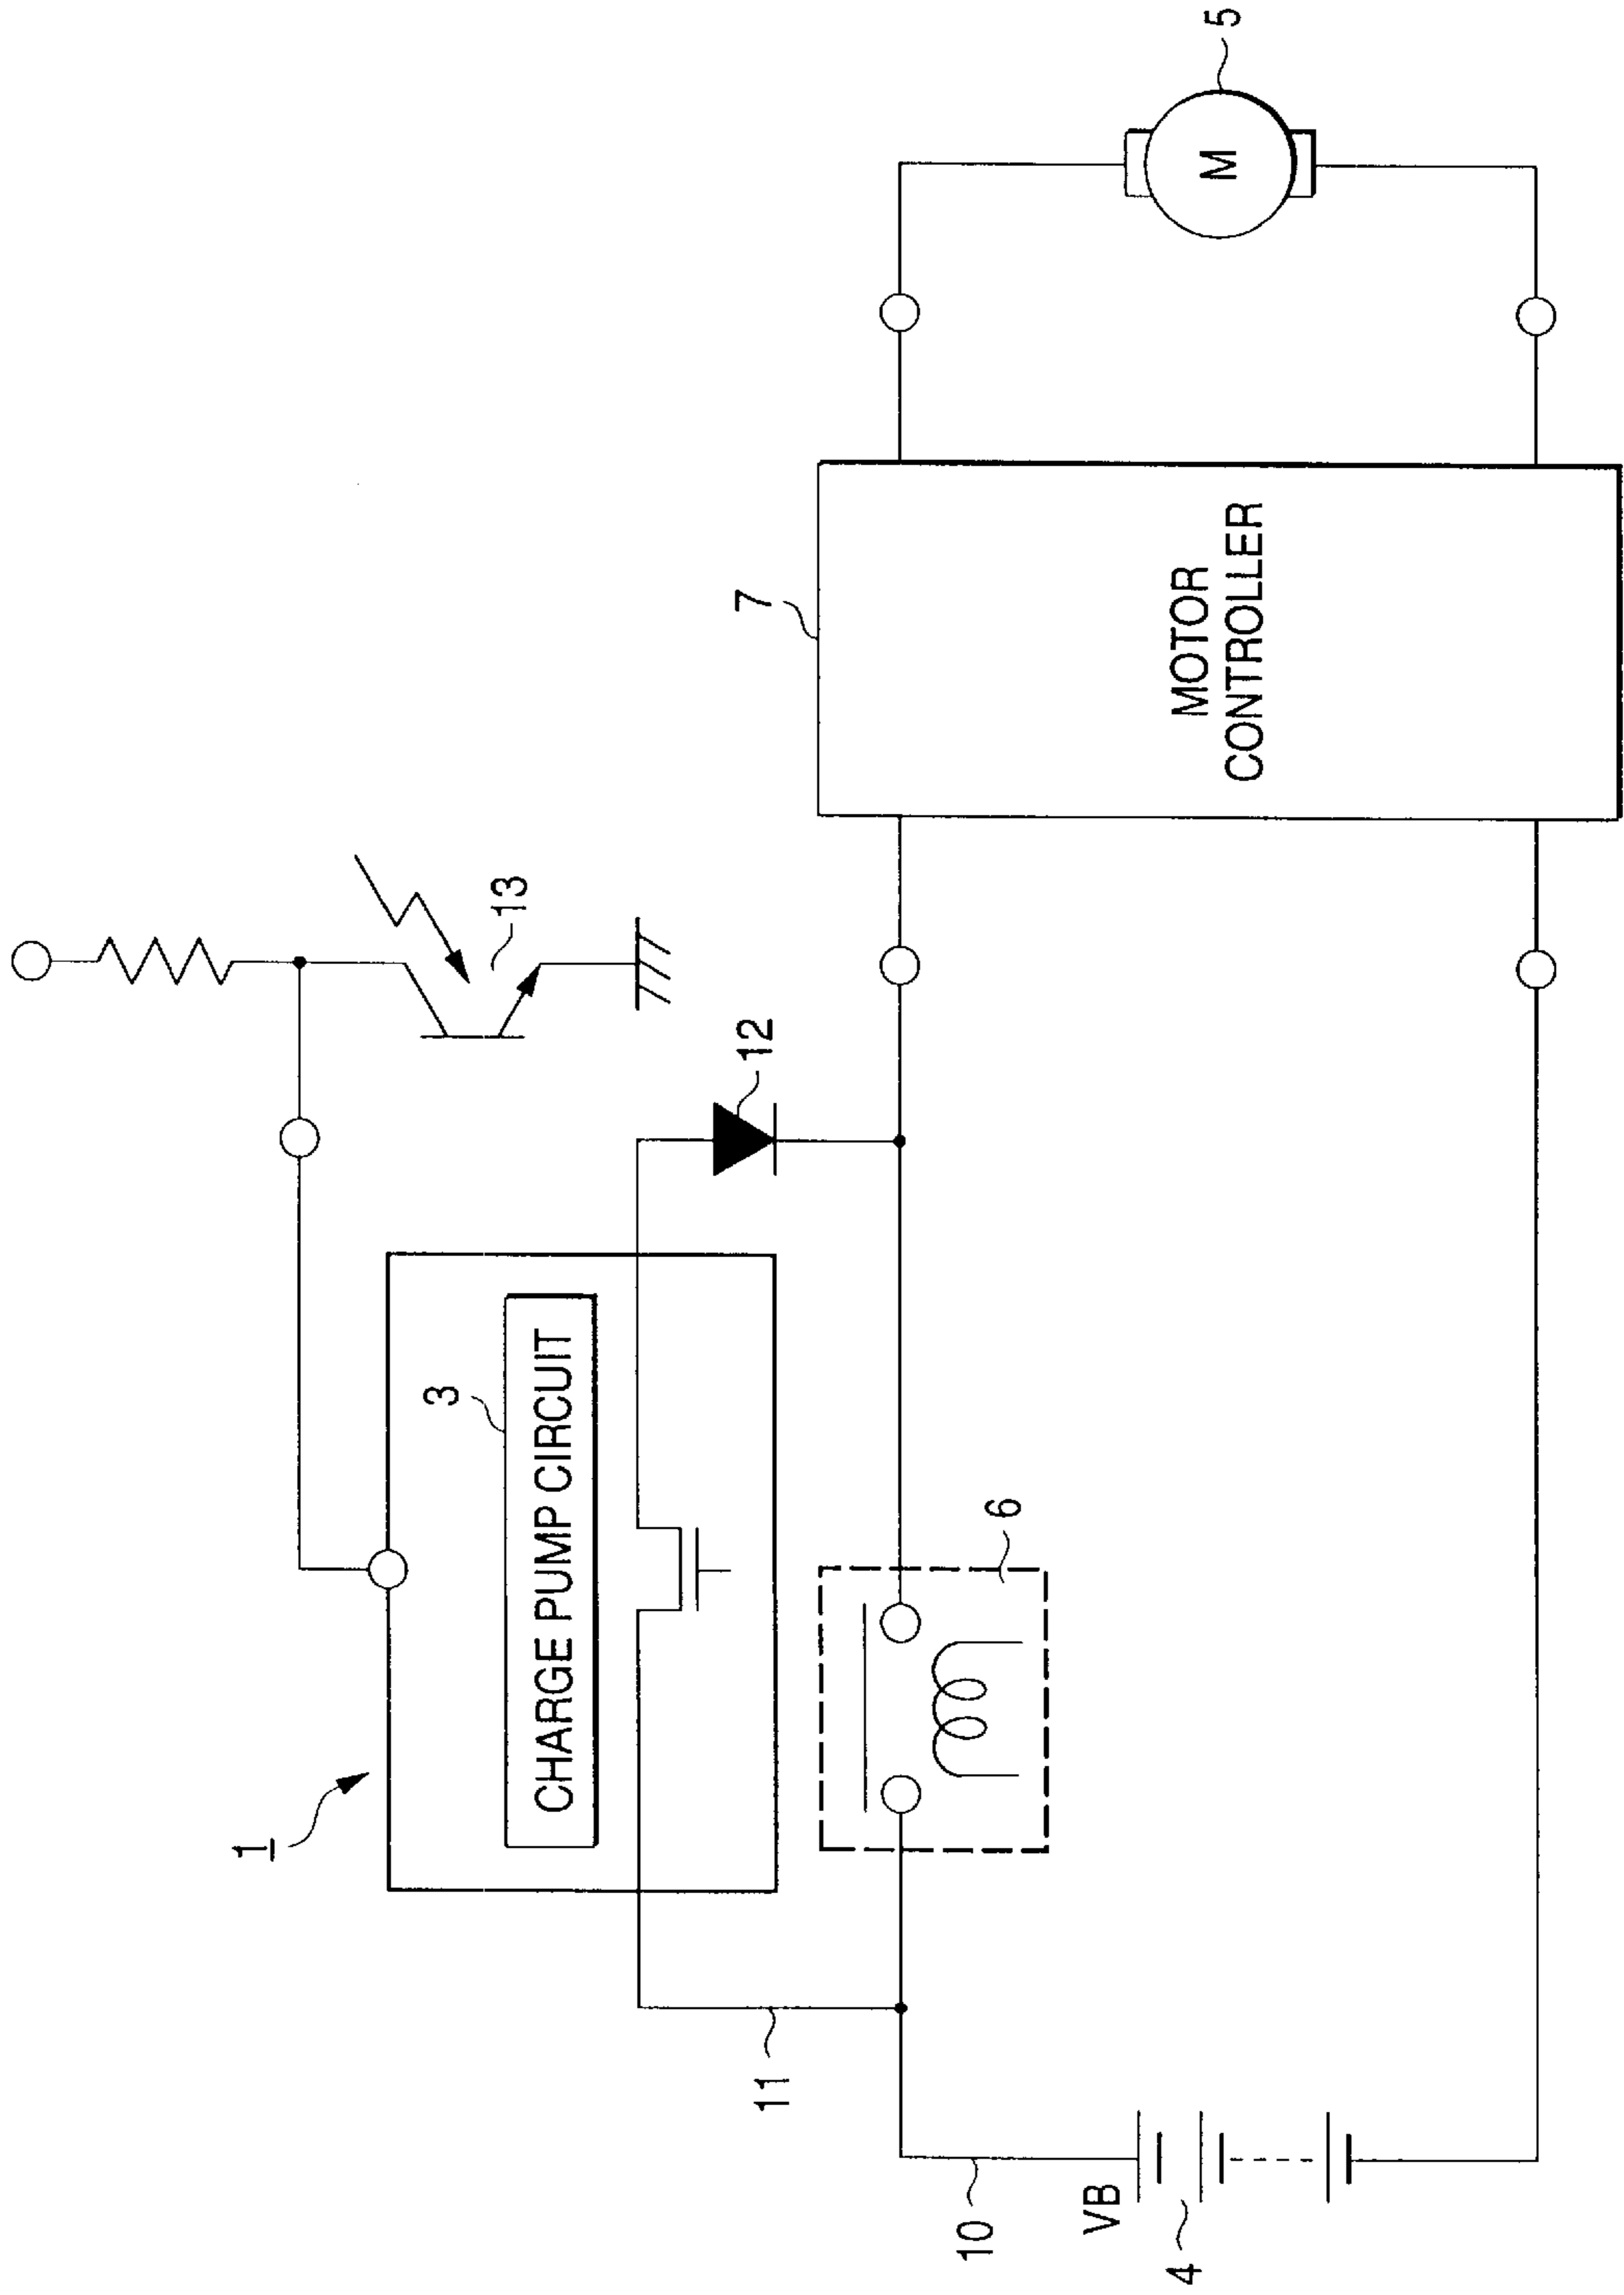 1
3
CHARGE PUMP CIRCUIT
13
12
11
6
7
MOTOR
CONTROLLER
10
VB
4
M
5